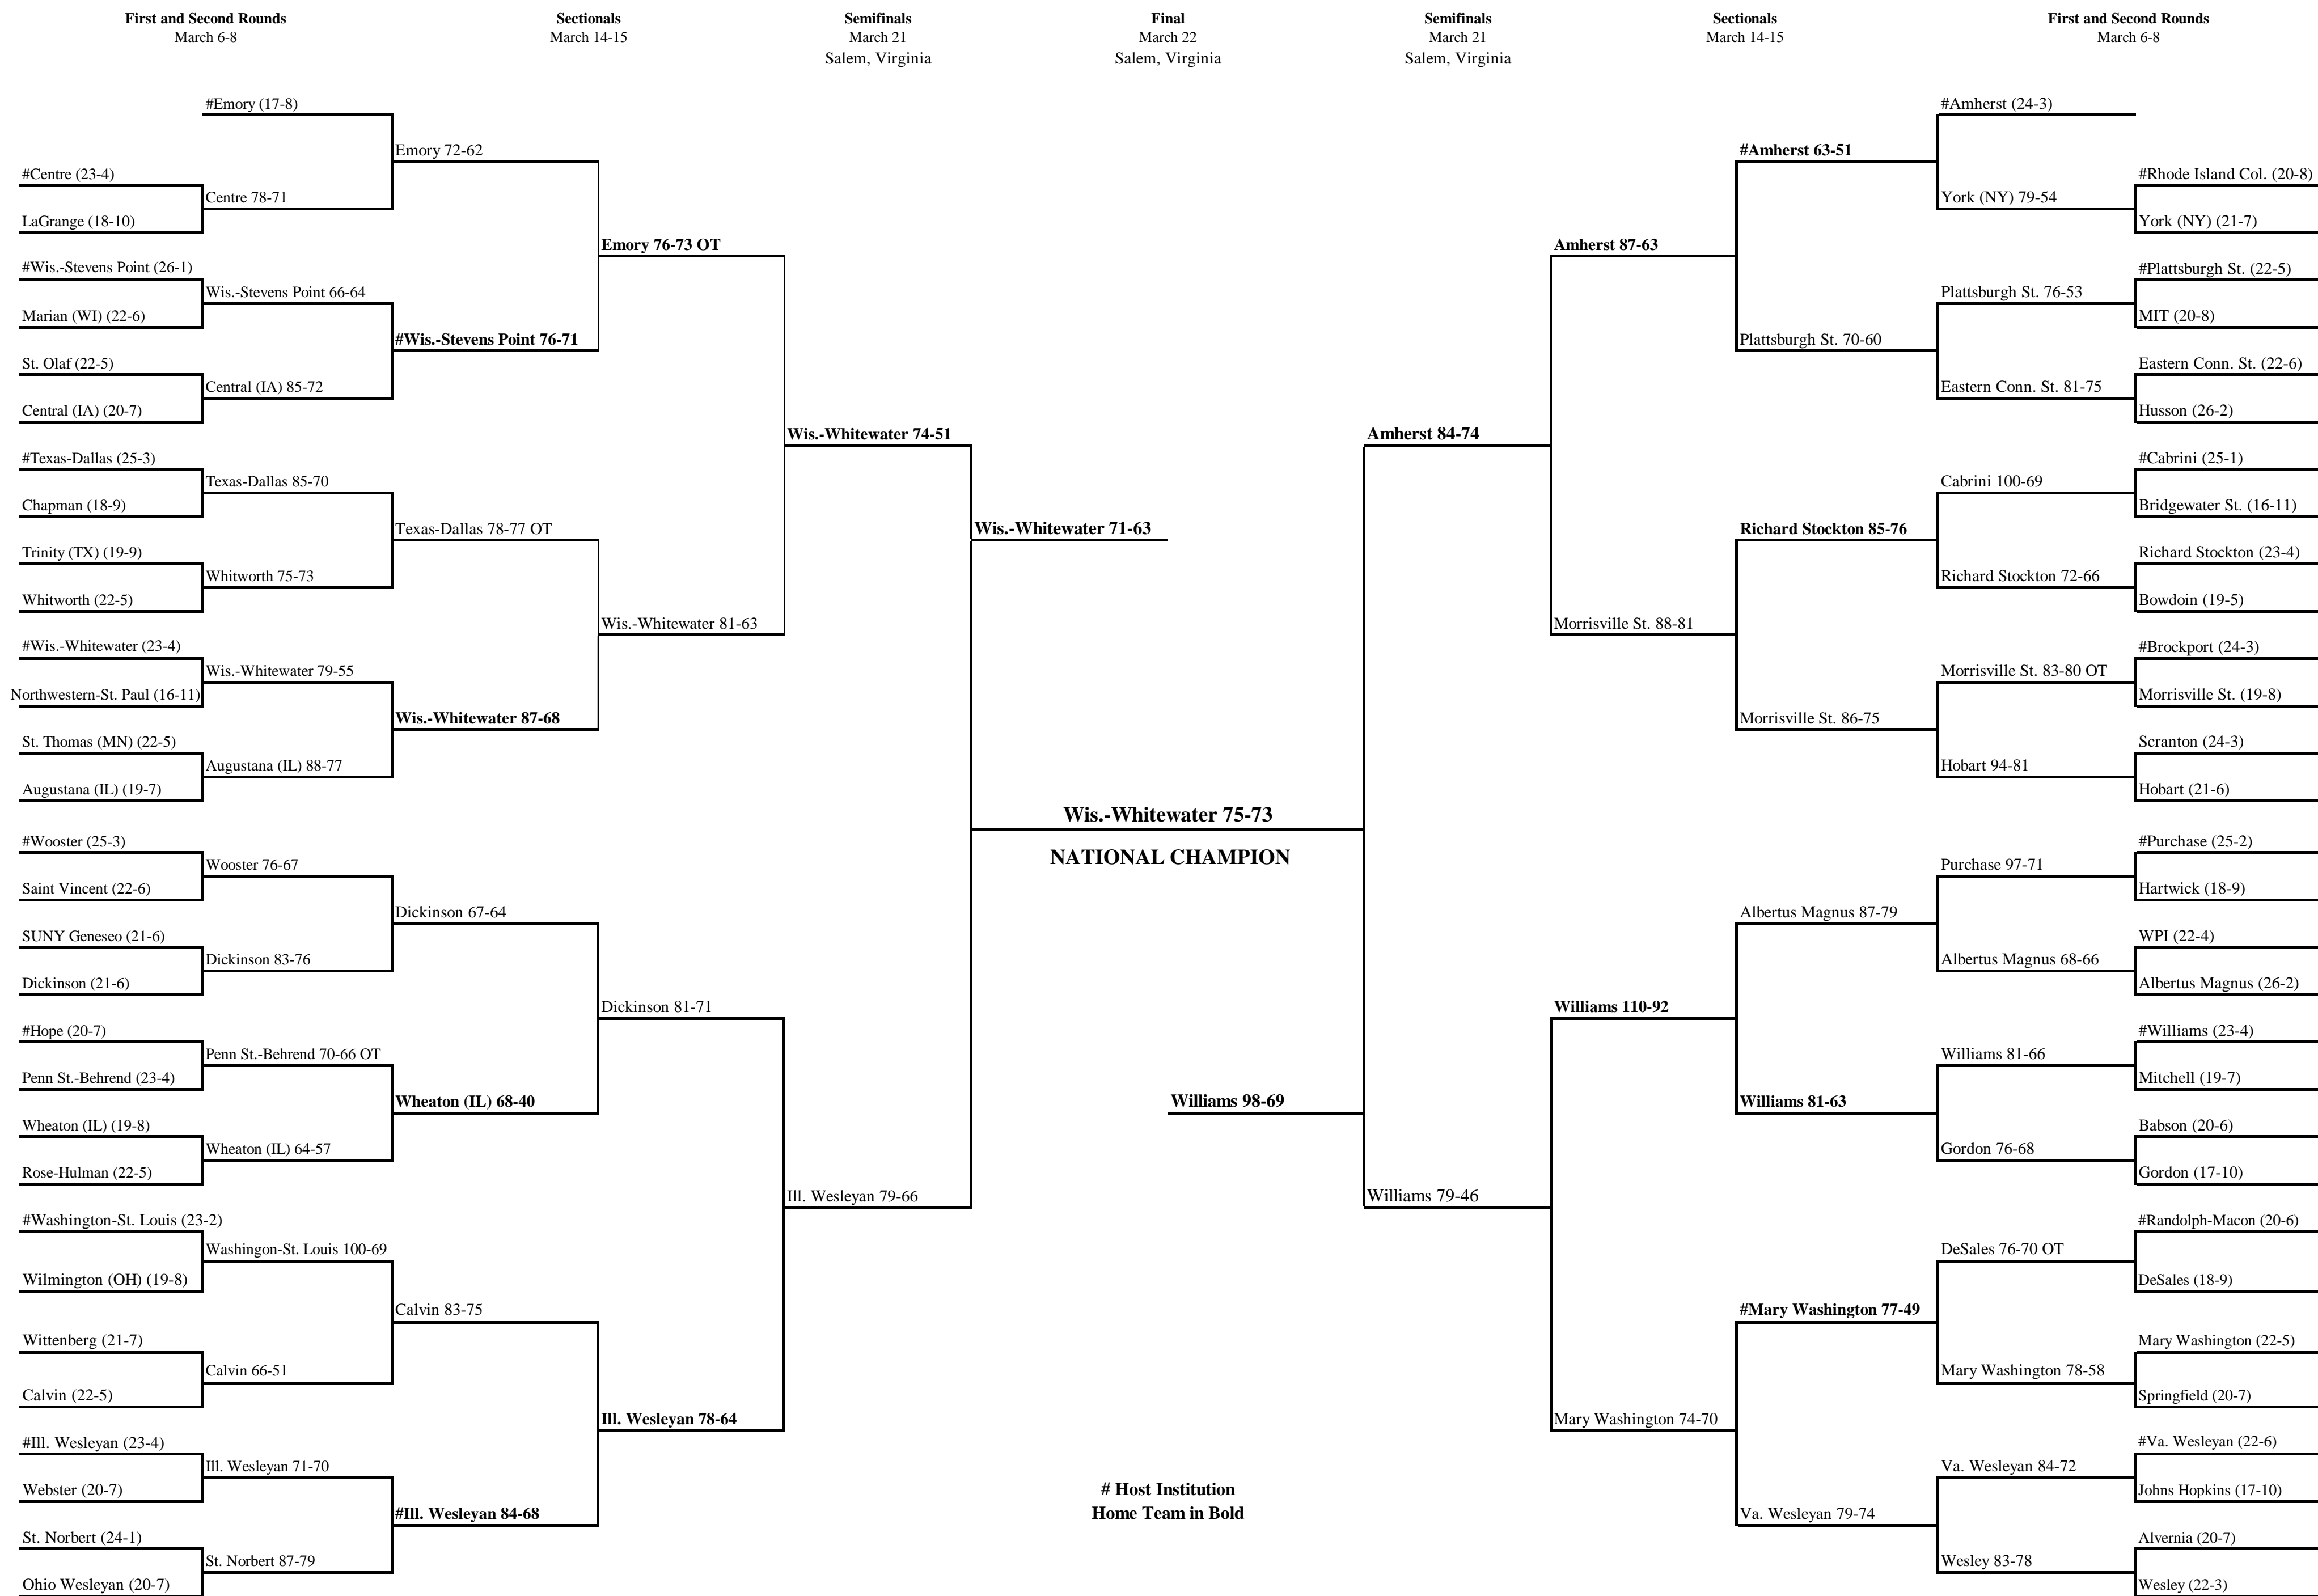 First and Second Rounds
March 6-8
Sectionals
March 14-15
Semifinals
March 21
Salem, Virginia
Final
March 22
Salem, Virginia
Semifinals
March 21
Salem, Virginia
Sectionals
March 14-15
First and Second Rounds
March 6-8
#Emory (17-8)
#Centre (23-4)
LaGrange (18-10)
#Wis.-Stevens Point (26-1)
Marian (WI) (22-6)
St. Olaf (22-5)
Central (IA) (20-7)
#Texas-Dallas (25-3)
Chapman (18-9)
Trinity (TX) (19-9)
Whitworth (22-5)
#Wis.-Whitewater (23-4)
Northwestern-St. Paul (16-11)
St. Thomas (MN) (22-5)
Augustana (IL) (19-7)
#Wooster (25-3)
Saint Vincent (22-6)
SUNY Geneseo (21-6)
Dickinson (21-6)
#Hope (20-7)
Penn St.-Behrend (23-4)
Wheaton (IL) (19-8)
Rose-Hulman (22-5)
#Washington-St. Louis (23-2)
Wilmington (OH) (19-8)
Wittenberg (21-7)
Calvin (22-5)
#Ill. Wesleyan (23-4)
Webster (20-7)
St. Norbert (24-1)
Ohio Wesleyan (20-7)
Centre 78-71
Wis.-Stevens Point 66-64
Central (IA) 85-72
Texas-Dallas 85-70
Whitworth 75-73
Wis.-Whitewater 79-55
Augustana (IL) 88-77
Wooster 76-67
Dickinson 83-76
Penn St.-Behrend 70-66 OT
Wheaton (IL) 64-57
Washingon-St. Louis 100-69
Calvin 66-51
Ill. Wesleyan 71-70
St. Norbert 87-79
Emory 72-62
#Wis.-Stevens Point 76-71
Texas-Dallas 78-77 OT
Wis.-Whitewater 87-68
Dickinson 67-64
Wheaton (IL) 68-40
Calvin 83-75
#Ill. Wesleyan 84-68
Emory 76-73 OT
Wis.-Whitewater 81-63
Dickinson 81-71
Ill. Wesleyan 78-64
Wis.-Whitewater 74-51
Ill. Wesleyan 79-66
Wis.-Whitewater 71-63
Wis.-Whitewater 75-73
NATIONAL CHAMPION
Williams 98-69
# Host Institution
Home Team in Bold
Amherst 84-74
Williams 79-46
Amherst 87-63
Morrisville St. 88-81
Williams 110-92
Mary Washington 74-70
#Amherst 63-51
Plattsburgh St. 70-60
Richard Stockton 85-76
Morrisville St. 86-75
Albertus Magnus 87-79
Williams 81-63
#Mary Washington 77-49
Va. Wesleyan 79-74
#Amherst (24-3)
York (NY) 79-54
Plattsburgh St. 76-53
Eastern Conn. St. 81-75
Cabrini 100-69
Richard Stockton 72-66
Morrisville St. 83-80 OT
Hobart 94-81
Purchase 97-71
Albertus Magnus 68-66
Williams 81-66
Gordon 76-68
DeSales 76-70 OT
Mary Washington 78-58
Va. Wesleyan 84-72
Wesley 83-78
#Rhode Island Col. (20-8)
York (NY) (21-7)
#Plattsburgh St. (22-5)
MIT (20-8)
Eastern Conn. St. (22-6)
Husson (26-2)
#Cabrini (25-1)
Bridgewater St. (16-11)
Richard Stockton (23-4)
Bowdoin (19-5)
#Brockport (24-3)
Morrisville St. (19-8)
Scranton (24-3)
Hobart (21-6)
#Purchase (25-2)
Hartwick (18-9)
WPI (22-4)
Albertus Magnus (26-2)
#Williams (23-4)
Mitchell (19-7)
Babson (20-6)
Gordon (17-10)
#Randolph-Macon (20-6)
DeSales (18-9)
Mary Washington (22-5)
Springfield (20-7)
#Va. Wesleyan (22-6)
Johns Hopkins (17-10)
Alvernia (20-7)
Wesley (22-3)